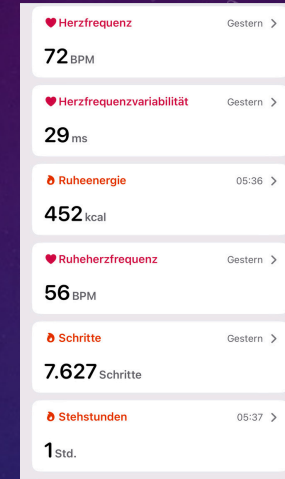 Herzfrequenz Gestern
72 BPM
Herzfrequenzvariabilität Gestern
29 ms
Ruheenergie 05:36
452 kcal
Ruheherzfrequenz Gestern
56 BPM
Schritte Gestern
7.627 Schritte
Stehstunden 05:37
1 Std.